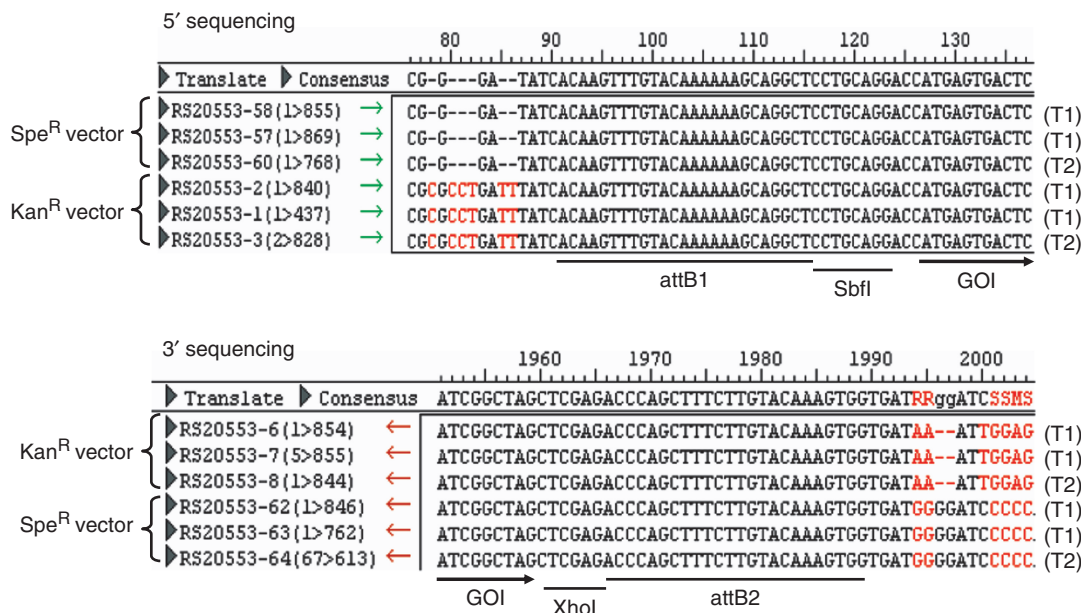 5′ sequencing
80 90 100 110 120 130
Translate Consensus CG-G---GA--TATCACAAGTTTGTACAAAAAAGCAGGCTCCTGCAGGACCATGAGTGACTC
Spe^R vector
RS20553-58(1>855) → CG-G---GA--TATCACAAGTTTGTACAAAAAAGCAGGCTCCTGCAGGACCATGAGTGACTC (T1)
RS20553-57(1>869) → CG-G---GA--TATCACAAGTTTGTACAAAAAAGCAGGCTCCTGCAGGACCATGAGTGACTC (T1)
RS20553-60(1>768) → CG-G---GA--TATCACAAGTTTGTACAAAAAAGCAGGCTCCTGCAGGACCATGAGTGACTC (T2)
Kan^R vector
RS20553-2(1>840) → CGCGCCTGATTTATCACAAGTTTGTACAAAAAAGCAGGCTCCTGCAGGACCATGAGTGACTC (T1)
RS20553-1(1>437) → CGCGCCTGATTTATCACAAGTTTGTACAAAAAAGCAGGCTCCTGCAGGACCATGAGTGACTC (T1)
RS20553-3(2>828) → CGCGCCTGATTTATCACAAGTTTGTACAAAAAAGCAGGCTCCTGCAGGACCATGAGTGACTC (T2)
attB1 SbfI GOI
3′ sequencing
1960 1970 1980 1990 2000
Translate Consensus ATCGGCTAGCTCGAGACCCAGCTTTCTTGTACAAAGTGGTGATRRggATCSSMS
Kan^R vector
RS20553-6(1>854) ← ATCGGCTAGCTCGAGACCCAGCTTTCTTGTACAAAGTGGTGATAA--ATTGGAG (T1)
RS20553-7(5>855) ← ATCGGCTAGCTCGAGACCCAGCTTTCTTGTACAAAGTGGTGATAA--ATTGGAG (T1)
RS20553-8(1>844) ← ATCGGCTAGCTCGAGACCCAGCTTTCTTGTACAAAGTGGTGATAA--ATTGGAG (T2)
Spe^R vector
RS20553-62(1>846) ← ATCGGCTAGCTCGAGACCCAGCTTTCTTGTACAAAGTGGTGATGGGGATCCCCC. (T1)
RS20553-63(1>762) ← ATCGGCTAGCTCGAGACCCAGCTTTCTTGTACAAAGTGGTGATGGGGATCCCCC. (T1)
RS20553-64(67>613) ← ATCGGCTAGCTCGAGACCCAGCTTTCTTGTACAAAGTGGTGATGGGGATCCCCC. (T2)
GOI XhoI attB2